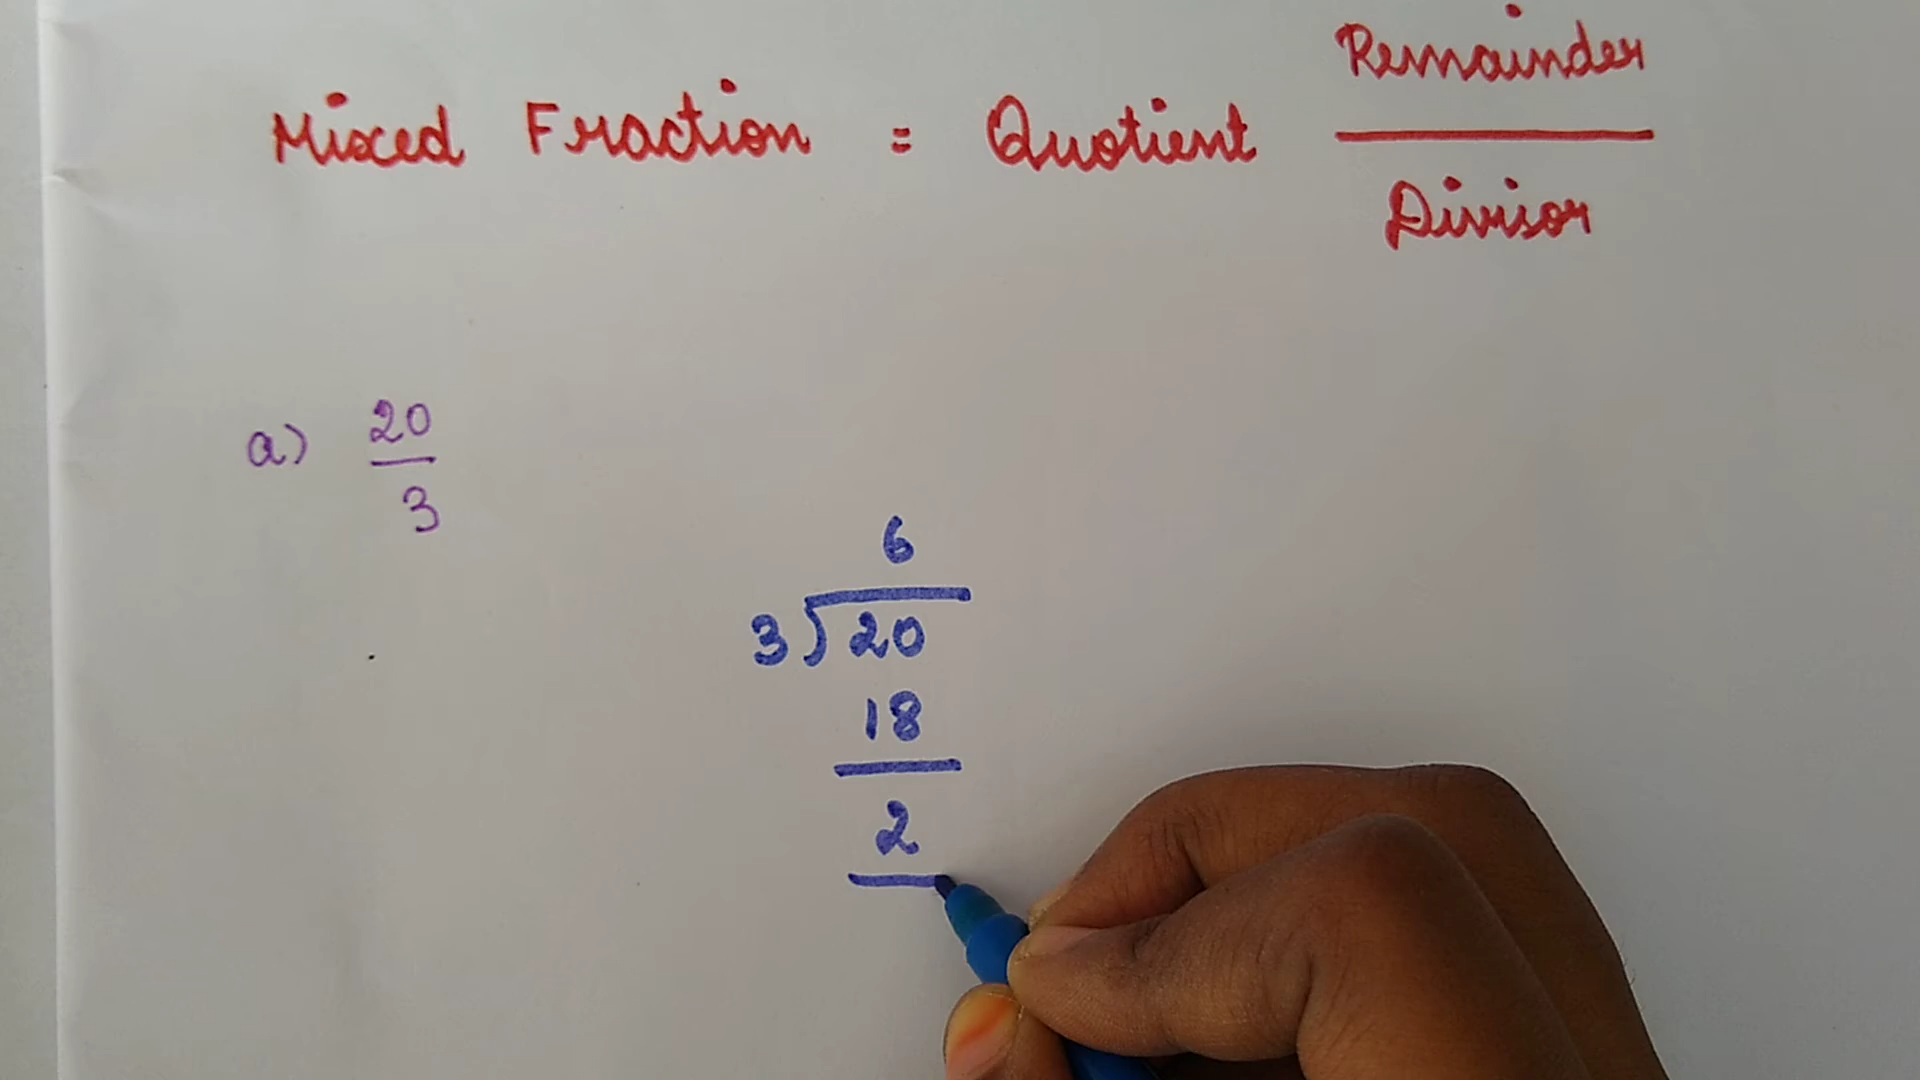 Mixed Fraction = Quotient Remainder
Divisor
a) 20
3
6
3) 20
18
2